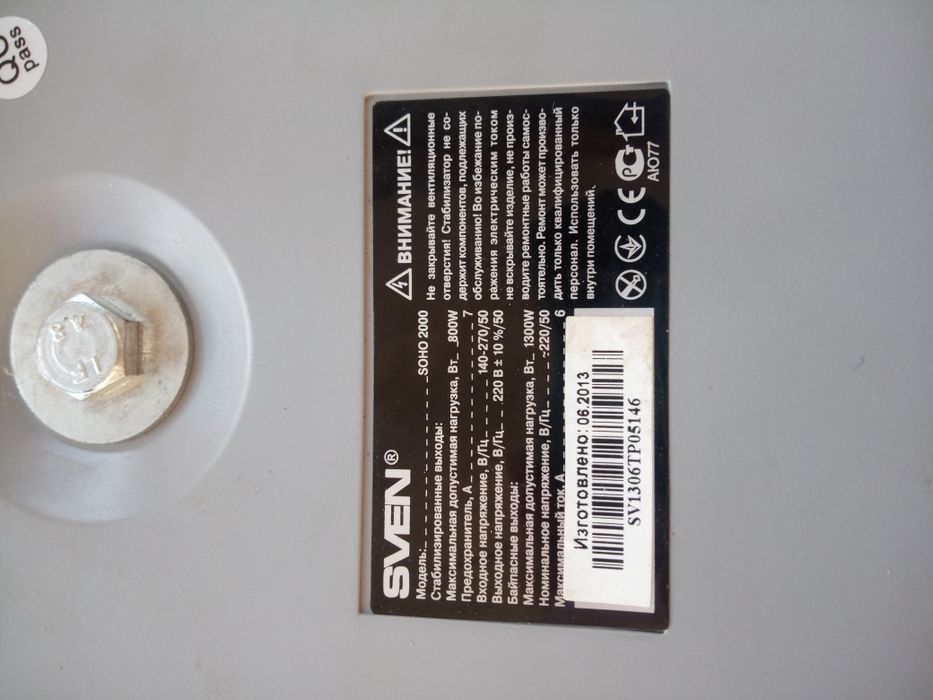 QC
pass
SVEN®
Модель: SOHO 2000
Стабилизированные выходы:
Максимальная допустимая нагрузка, Вт 800W
Предохранитель, А 7
Входное напряжение, В/Гц 140-270/50
Выходное напряжение, В/Гц 220 В ± 10 %/50
Байпасные выходы:
Максимальная допустимая нагрузка, Вт 1300W
Номинальное напряжение, В/Гц ~220/50
Максимальный ток, А 6
Изготовлено: 06.2013
SV1306TP05146
ВНИМАНИЕ!
Не закрывайте вентиляционные
отверстия! Стабилизатор не со-
держит компонентов, подлежащих
обслуживанию! Во избежание по-
ражения электрическим током
не вскрывайте изделие, не произ-
водите ремонтные работы самос-
тоятельно. Ремонт может произво-
дить только квалифицированный
персонал. Использовать только
внутри помещений.
CE
АЮ77